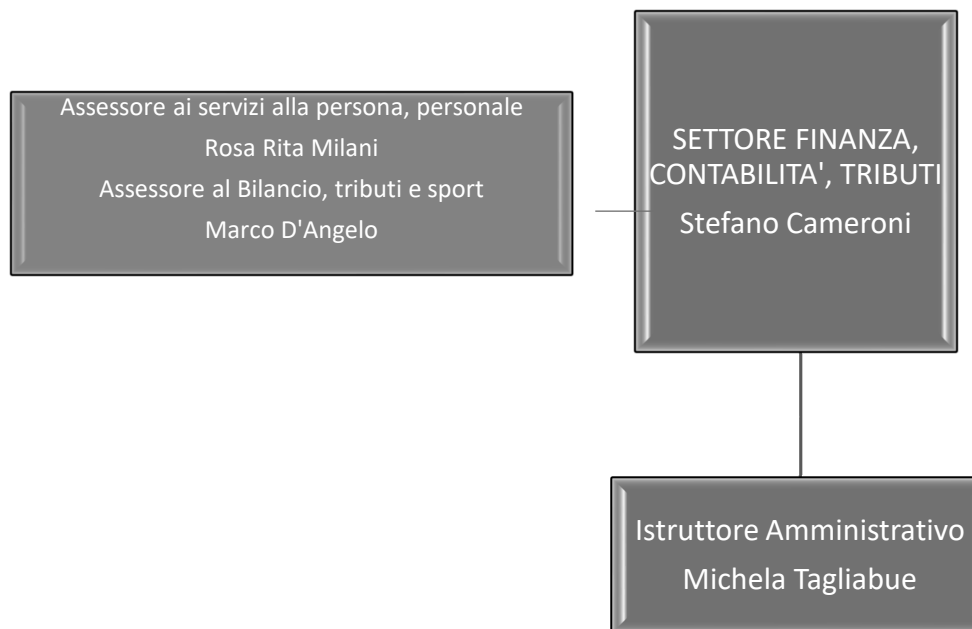 Assessore ai servizi alla persona, personale
Rosa Rita Milani
Assessore al Bilancio, tributi e sport
Marco D'Angelo
SETTORE FINANZA,
CONTABILITA', TRIBUTI
Stefano Cameroni
Istruttore Amministrativo
Michela Tagliabue